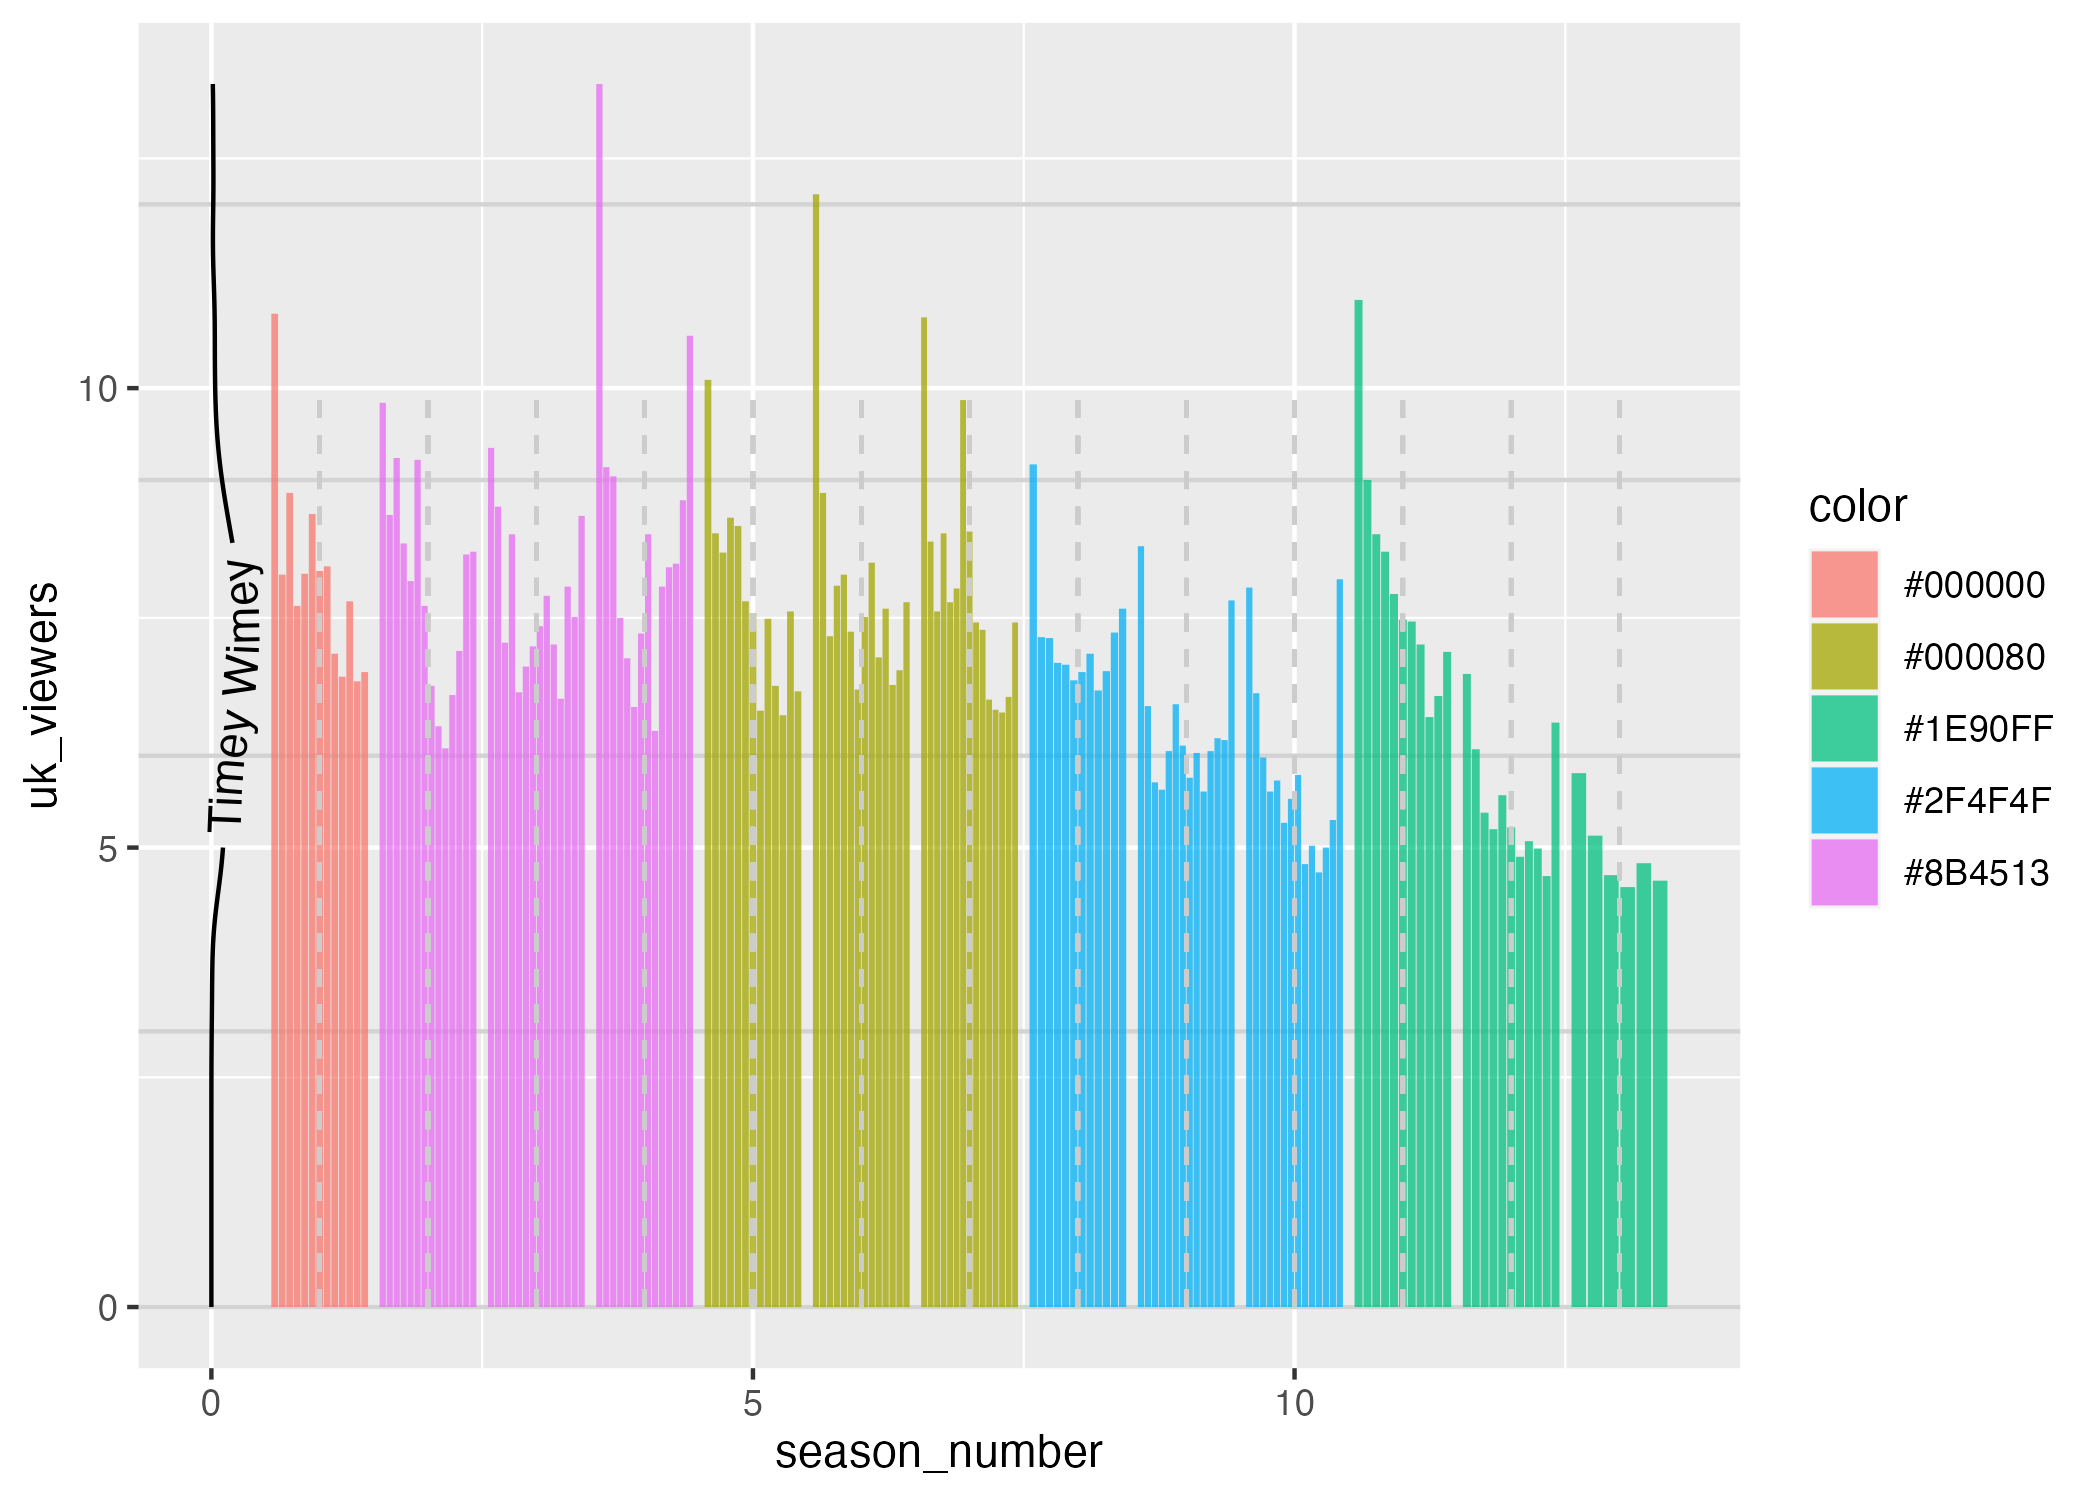 10
5
0
uk_viewers
Timey Wimey
0
5
10
season_number
color
#000000
#000080
#1E90FF
#2F4F4F
#8B4513